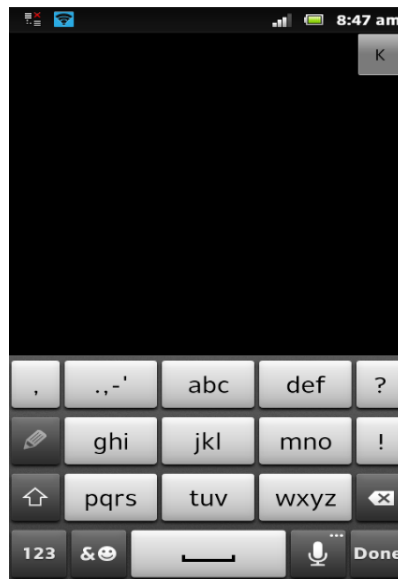 8:47 am
K
, .,-' abc def ?
ghi jkl mno !
pqrs tuv wxyz
123 & Done